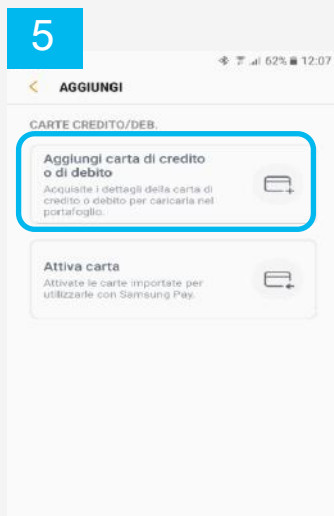 5
62% 12:07
< AGGIUNGI
CARTE CREDITO/DEB.
Aggiungi carta di credito
o di debito
Acquisite i dettagli della carta di
credito o debito per caricarla nel
portafoglio.
Attiva carta
Attivate le carte importate per
utilizzarle con Samsung Pay.